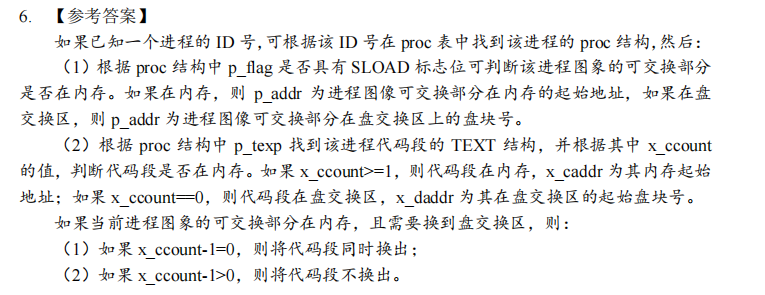 6. 【参考答案】
如果已知一个进程的 ID 号,可根据该 ID 号在 proc 表中找到该进程的 proc 结构,然后：
（1）根据 proc 结构中 p_flag 是否具有 SLOAD 标志位可判断该进程图象的可交换部分
是否在内存。如果在内存，则 p_addr 为进程图像可交换部分在内存的起始地址，如果在盘
交换区，则 p_addr 为进程图像可交换部分在盘交换区上的盘块号。
（2）根据 proc 结构中 p_texp 找到该进程代码段的 TEXT 结构，并根据其中 x_ccount
的值，判断代码段是否在内存。如果 x_ccount>=1，则代码段在内存，x_caddr 为其内存起始
地址；如果 x_ccount==0，则代码段在盘交换区，x_daddr 为其在盘交换区的起始盘块号。
如果当前进程图象的可交换部分在内存，且需要换到盘交换区，则：
（1）如果 x_ccount-1=0，则将代码段同时换出；
（2）如果 x_ccount-1>0，则将代码段不换出。